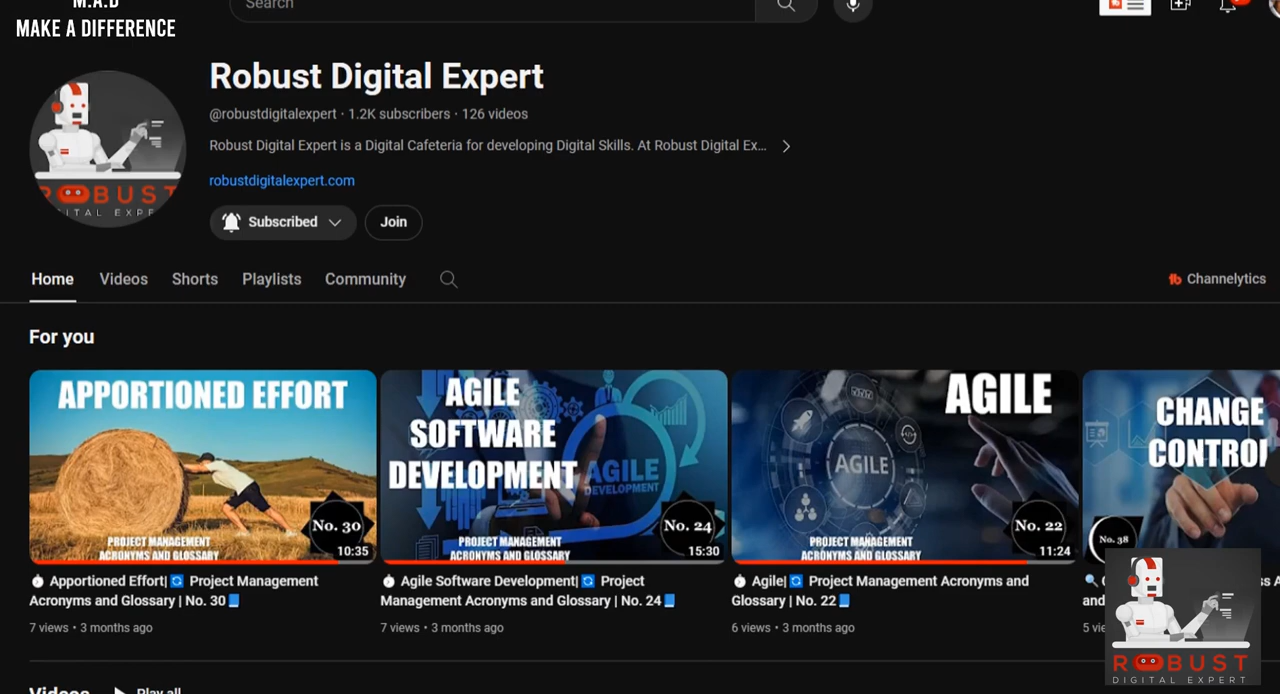 M.A.D
MAKE A DIFFERENCE
Search
Robust Digital Expert
@robustdigitalexpert · 1.2K subscribers · 126 videos
Robust Digital Expert is a Digital Cafeteria for developing Digital Skills. At Robust Digital Ex...
robustdigitalexpert.com
Subscribed
Join
ROBUST
ITAL EXPE
Home
Videos
Shorts
Playlists
Community
Channelytics
For you
APPORTIONED EFFORT
No. 30
PROJECT MANAGEMENT
ACRONYMS AND GLOSSARY
10:35
AGILE
SOFTWARE
DEVELOPMENT
AGILE
DEVELOPMENT
No. 24
PROJECT MANAGEMENT
ACRONYMS AND GLOSSARY
15:30
AGILE
AGILE
No. 22
PROJECT MANAGEMENT
ACRONYMS AND GLOSSARY
11:24
CHANGE
CONTROL
No. 38
Apportioned Effort| Project Management
Acronyms and Glossary | No. 30
7 views · 3 months ago
Agile Software Development| Project
Management Acronyms and Glossary | No. 24
7 views · 3 months ago
Agile| Project Management Acronyms and
Glossary | No. 22
6 views · 3 months ago
and
5 vie
ROBUST
DIGITAL EXPERT
Videos
Play all